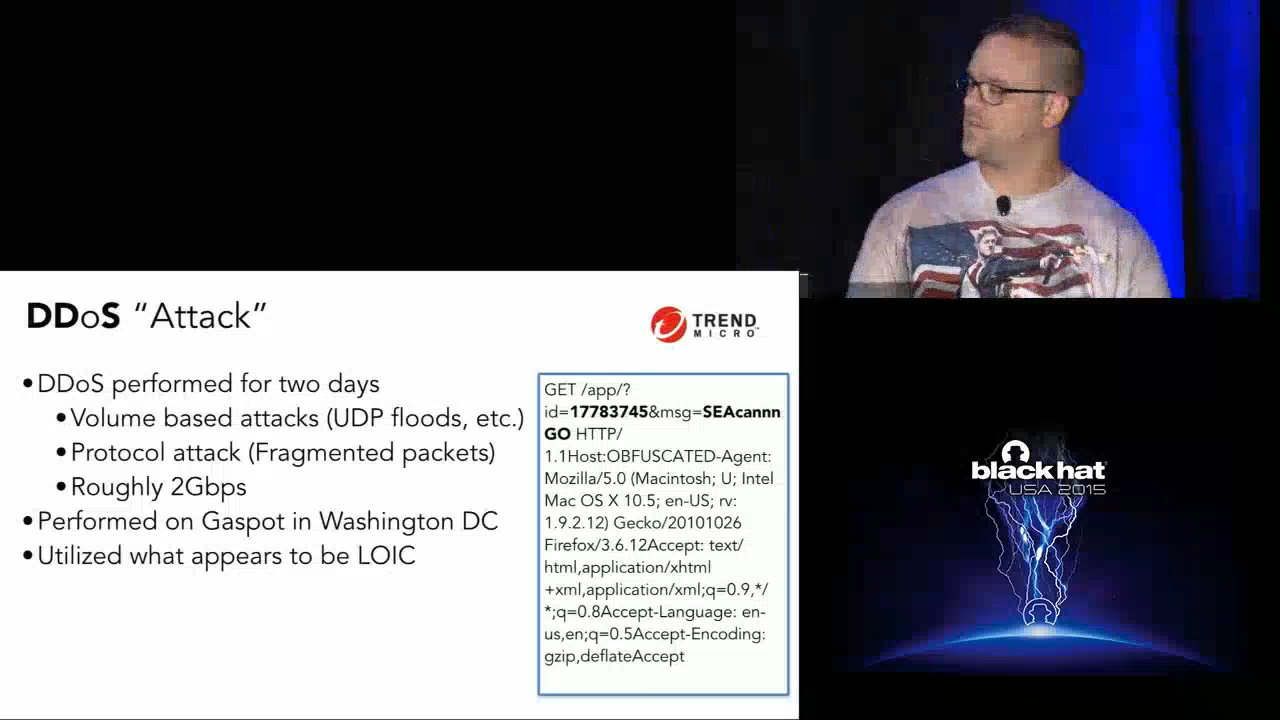 DDoS “Attack”
TREND
MICRO
•DDoS performed for two days
•Volume based attacks (UDP floods, etc.)
•Protocol attack (Fragmented packets)
•Roughly 2Gbps
•Performed on Gaspot in Washington DC
•Utilized what appears to be LOIC
GET /app/?
id=17783745&msg=SEAcannn
GO HTTP/
1.1Host:OBFUSCATED-Agent:
Mozilla/5.0 (Macintosh; U; Intel
Mac OS X 10.5; en-US; rv:
1.9.2.12) Gecko/20101026
Firefox/3.6.12Accept: text/
html,application/xhtml
+xml,application/xml;q=0.9,*/
*;q=0.8Accept-Language: en-
us,en;q=0.5Accept-Encoding:
gzip,deflateAccept
black hat
USA 2015